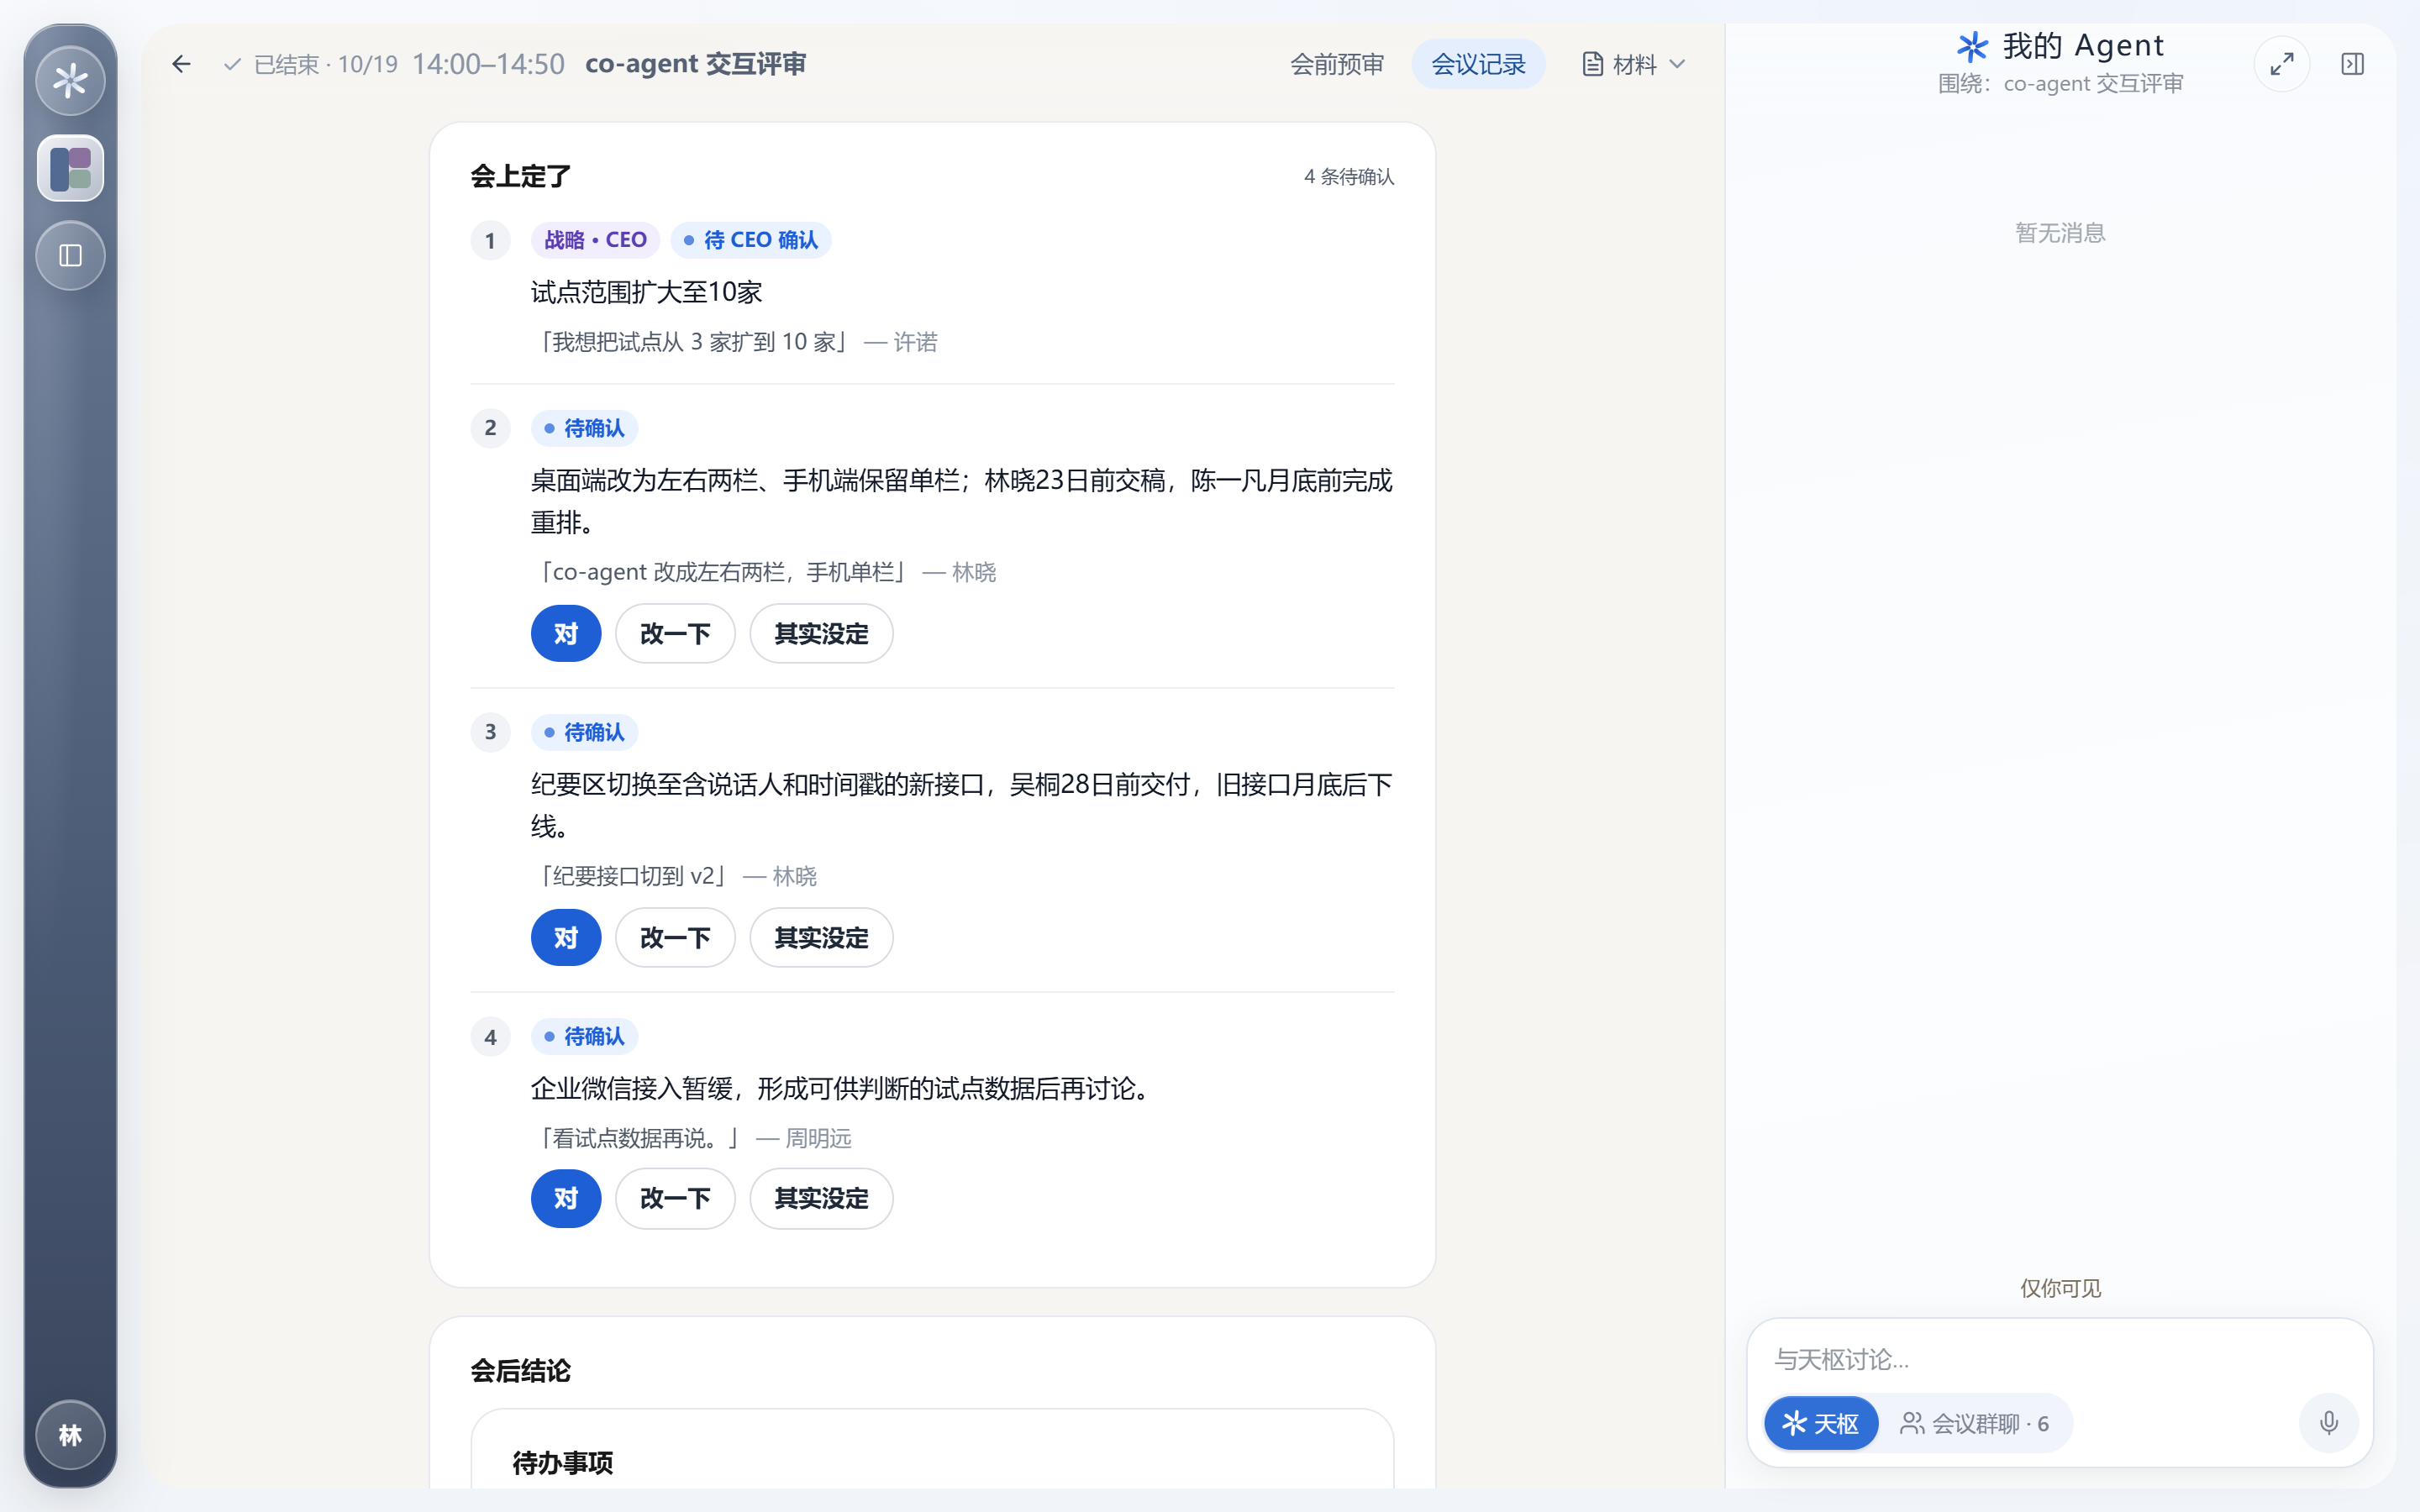 已结束 · 10/19 14:00–14:50 co-agent 交互评审
会前预审
会议记录
材料
会上定了
4 条待确认
1
战略 • CEO
待 CEO 确认
试点范围扩大至10家
「我想把试点从 3 家扩到 10 家」 — 许诺
2
待确认
桌面端改为左右两栏、手机端保留单栏；林晓23日前交稿，陈一凡月底前完成
重排。
「co-agent 改成左右两栏，手机单栏」 — 林晓
对
改一下
其实没定
3
待确认
纪要区切换至含说话人和时间戳的新接口，吴桐28日前交付，旧接口月底后下
线。
「纪要接口切到 v2」 — 林晓
对
改一下
其实没定
4
待确认
企业微信接入暂缓，形成可供判断的试点数据后再讨论。
「看试点数据再说。」 — 周明远
对
改一下
其实没定
会后结论
待办事项
林
我的 Agent
围绕：co-agent 交互评审
暂无消息
仅你可见
与天枢讨论...
天枢
会议群聊 · 6